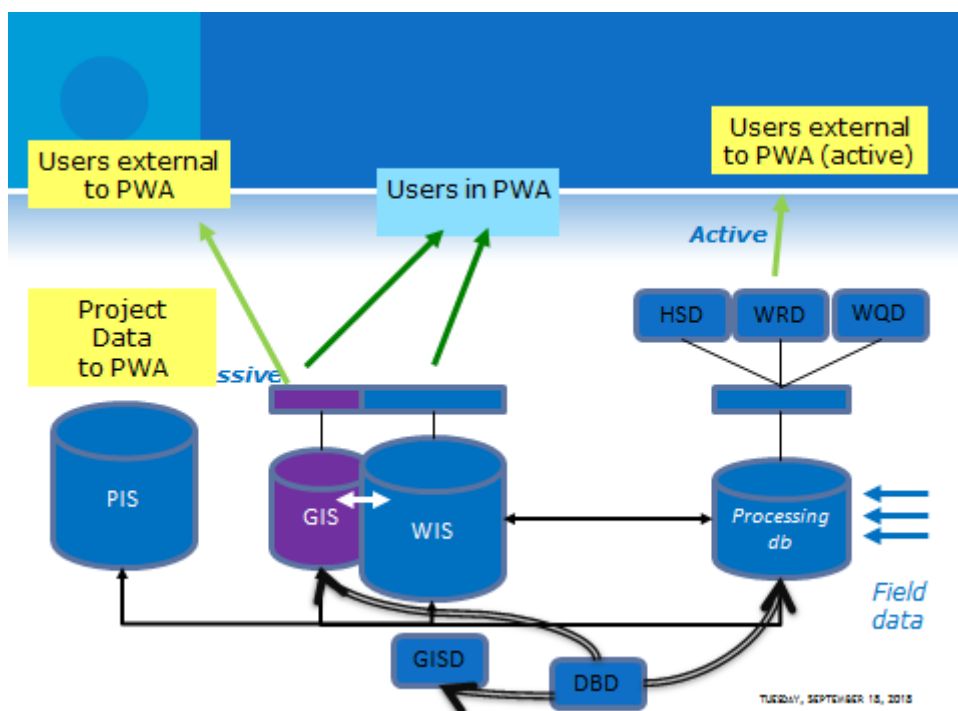 Users external
to PWA
Users in PWA
Users external
to PWA (active)
Active
Project
Data
to PWA
ssive
HSD
WRD
WQD
PIS
GIS
WIS
Processing
db
Field
data
GISD
DBD
TUESDAY, SEPTEMBER 18, 2018